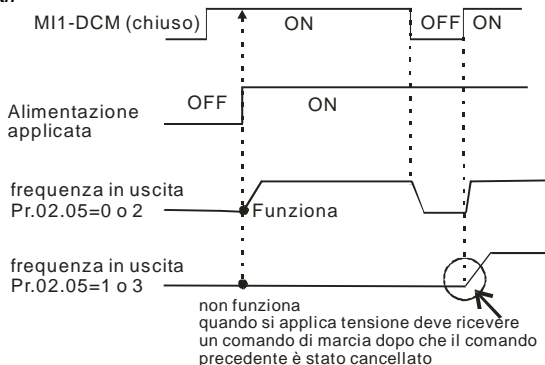 MI1-DCM (chiuso)
ON
OFF
ON
Alimentazione
applicata
OFF
ON
frequenza in uscita
Pr.02.05=0 o 2
Funziona
frequenza in uscita
Pr.02.05=1 o 3
non funziona
quando si applica tensione deve ricevere
un comando di marcia dopo che il comando
precedente è stato cancellato